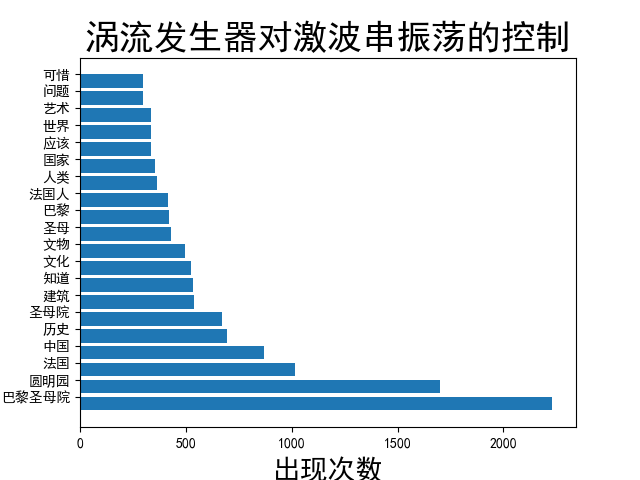 涡流发生器对激波串振荡的控制
可惜
问题
艺术
世界
应该
国家
人类
法国人
巴黎
圣母
文物
文化
知道
建筑
圣母院
历史
中国
法国
圆明园
巴黎圣母院
0 500 1000 1500 2000
出现次数